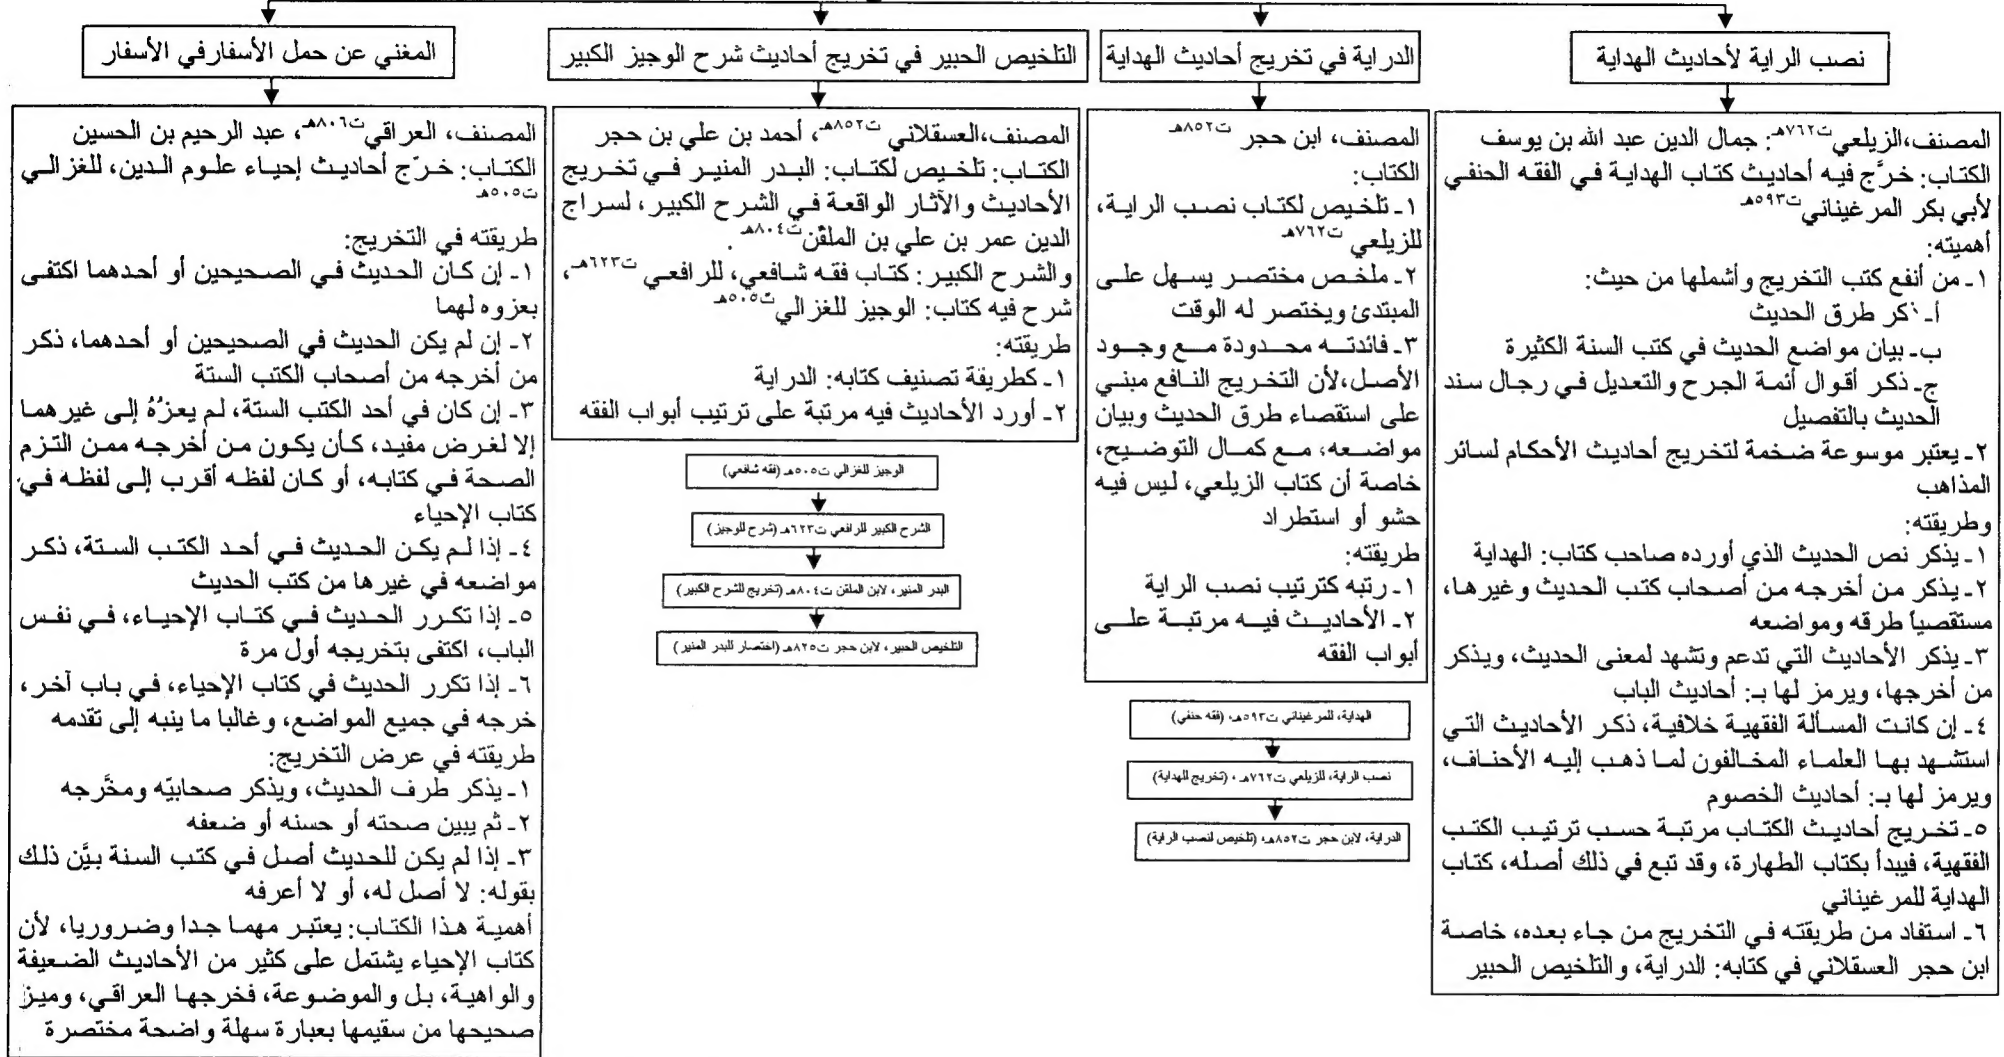 نصب الراية لأحاديث الهداية
المصنف،الزيلعي ت٧٦٢هـ: جمال الدين عبد الله بن يوسف
الكتاب: خرَّج فيه أحاديث كتاب الهداية في الفقه الحنفي
لأبي بكر المرغيناني ت٥٩٣هـ
أهميته:
١- من أنفع كتب التخريج وأشملها من حيث:
أ- كر طرق الحديث
ب- بيان مواضع الحديث في كتب السنة الكثيرة
ج- ذكر أقوال أئمة الجرح والتعديل في رجال سند
الحديث بالتفصيل
٢- يعتبر موسوعة ضخمة لتخريج أحاديث الأحكام لسائر
المذاهب
وطريقته:
١- يذكر نص الحديث الذي أورده صاحب كتاب: الهداية
٢- يذكر من أخرجه من أصحاب كتب الحديث وغيرها،
مستقصياً طرقه ومواضعه
٣- يذكر الأحاديث التي تدعم وتشهد لمعنى الحديث، ويذكر
من أخرجها، ويرمز لها بـ: أحاديث الباب
٤- إن كانت المسألة الفقهية خلافية، ذكر الأحاديث التي
استشهد بها العلماء المخالفون لما ذهب إليه الأحناف،
ويرمز لها بـ: أحاديث الخصوم
٥- تخريج أحاديث الكتاب مرتبة حسب ترتيب الكتب
الفقهية، فيبدأ بكتاب الطهارة، وقد تبع في ذلك أصله، كتاب
الهداية للمرغيناني
٦- استفاد من طريقته في التخريج من جاء بعده، خاصة
ابن حجر العسقلاني في كتابه: الدراية، والتلخيص الحبير
الدراية في تخريج أحاديث الهداية
المصنف، ابن حجر ت٨٥٢هـ
الكتاب:
١- تلخيص لكتاب نصب الراية،
للزيلعي ت٧٦٢هـ
٢- ملخص مختصر يسهل على
المبتدئ ويختصر له الوقت
٣- فائدته محدودة مع وجود
الأصل،لأن التخريج النافع مبني
على استقصاء طرق الحديث وبيان
مواضعه، مع كمال التوضيح،
خاصة أن كتاب الزيلعي، ليس فيه
حشو أو استطراد
طريقته:
١- رتبه كترتيب نصب الراية
٢- الأحاديث فيه مرتبة على
أبواب الفقه
الهداية، للمرغيناني ت٥٩٣هـ، (فقه حنفي)
نصب الراية، للزيلعي ت٧٦٢هـ، (تخريج للهداية)
الدراية، لابن حجر ت٨٥٢هـ، (تلخيص لنصب الراية)
التلخيص الحبير في تخريج أحاديث شرح الوجيز الكبير
المصنف،العسقلاني ت٨٥٢هـ، أحمد بن علي بن حجر
الكتاب: تلخيص لكتاب: البدر المنير في تخريج
الأحاديث والآثار الواقعة في الشرح الكبير، لسراج
الدين عمر بن علي بن الملقن ت٨٠٤هـ .
والشرح الكبير: كتاب فقه شافعي، للرافعي ت٦٢٣هـ،
شرح فيه كتاب: الوجيز للغزالي ت٥٠٥هـ
طريقته:
١- كطريقة تصنيف كتابه: الدراية
٢- أورد الأحاديث فيه مرتبة على ترتيب أبواب الفقه
الوجيز للغزالي ت٥٠٥هـ (فقه شافعي)
الشرح الكبير للرافعي ت٦٢٣هـ (شرح للوجيز)
البدر المنير، لابن الملقن ت٨٠٤هـ (تخريج للشرح الكبير)
التلخيص الحبير، لابن حجر ت٨٢٥هـ (اختصار للبدر المنير)
المغني عن حمل الأسفارفي الأسفار
المصنف، العراقي ت٨٠٦هـ، عبد الرحيم بن الحسين
الكتاب: خرّج أحاديث إحياء علوم الدين، للغزالي
ت٥٠٥هـ
طريقته في التخريج:
١- إن كان الحديث في الصحيحين أو أحدهما اكتفى
بعزوه لهما
٢- إن لم يكن الحديث في الصحيحين أو أحدهما، ذكر
من أخرجه من أصحاب الكتب الستة
٣- إن كان في أحد الكتب الستة، لم يعزُهُ إلى غيرهما
إلا لغرض مفيد، كأن يكون من أخرجه ممن التزم
الصحة في كتابه، أو كان لفظه أقرب إلى لفظه في
كتاب الإحياء
٤- إذا لم يكن الحديث في أحد الكتب الستة، ذكر
مواضعه في غيرها من كتب الحديث
٥- إذا تكرر الحديث في كتاب الإحياء، في نفس
الباب، اكتفى بتخريجه أول مرة
٦- إذا تكرر الحديث في كتاب الإحياء، في باب آخر،
خرجه في جميع المواضع، وغالبا ما ينبه إلى تقدمه
طريقته في عرض التخريج:
١- يذكر طرف الحديث، ويذكر صحابيّه ومخَّرجه
٢- ثم يبين صحته أو حسنه أو ضعفه
٣- إذا لم يكن للحديث أصل في كتب السنة بيَّن ذلك
بقوله: لا أصل له، أو لا أعرفه
أهمية هذا الكتاب: يعتبر مهما جدا وضروريا، لأن
كتاب الإحياء يشتمل على كثير من الأحاديث الضعيفة
والواهية، بل والموضوعة، فخرجها العراقي، وميز
صحيحها من سقيمها بعبارة سهلة واضحة مختصرة